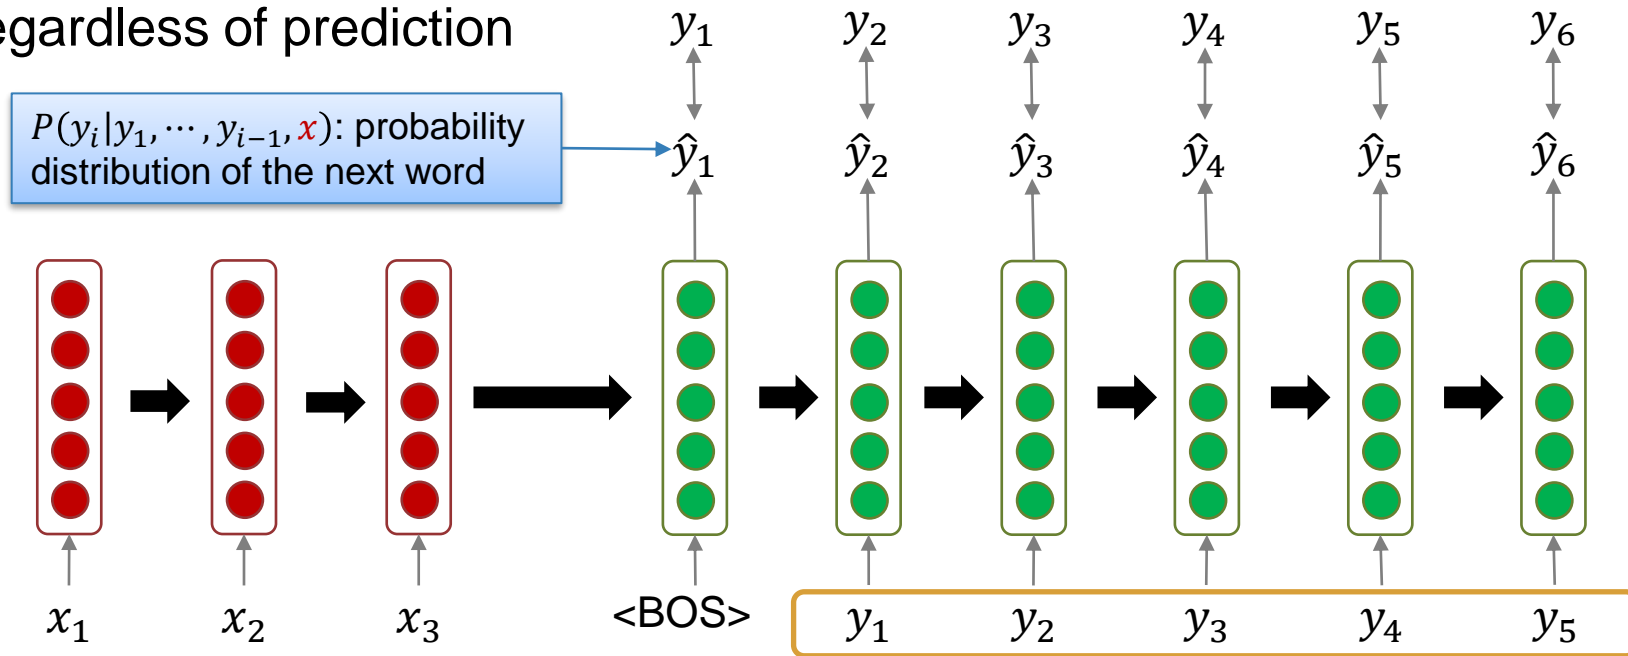 egardless of prediction
y₁ y₂ y₃ y₄ y₅ y₆
P(yᵢ|y₁, ⋯, yᵢ₋₁, x): probability
distribution of the next word
ŷ₁ ŷ₂ ŷ₃ ŷ₄ ŷ₅ ŷ₆
x₁ x₂ x₃ <BOS> y₁ y₂ y₃ y₄ y₅